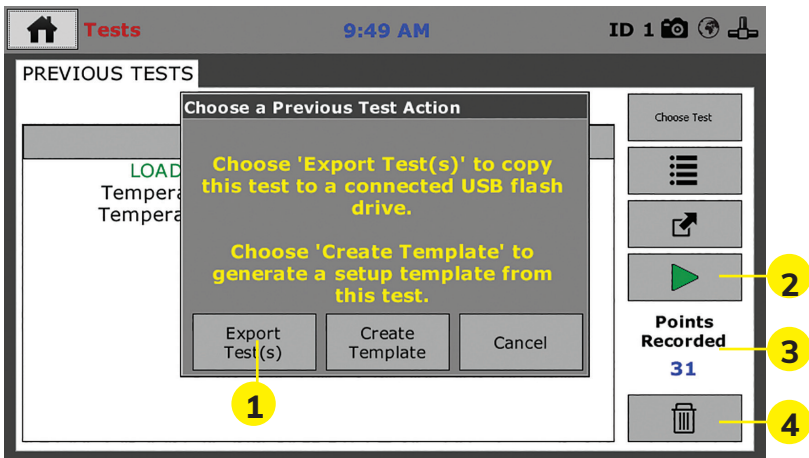 Tests
9:49 AM
ID 1
PREVIOUS TESTS
Choose a Previous Test Action
Choose 'Export Test(s)' to copy
this test to a connected USB flash
drive.
Choose 'Create Template' to
generate a setup template from
this test.
Export
Test(s)
Create
Template
Cancel
LOAD
Tempera
Tempera
Choose Test
Points
Recorded
31
1
2
3
4